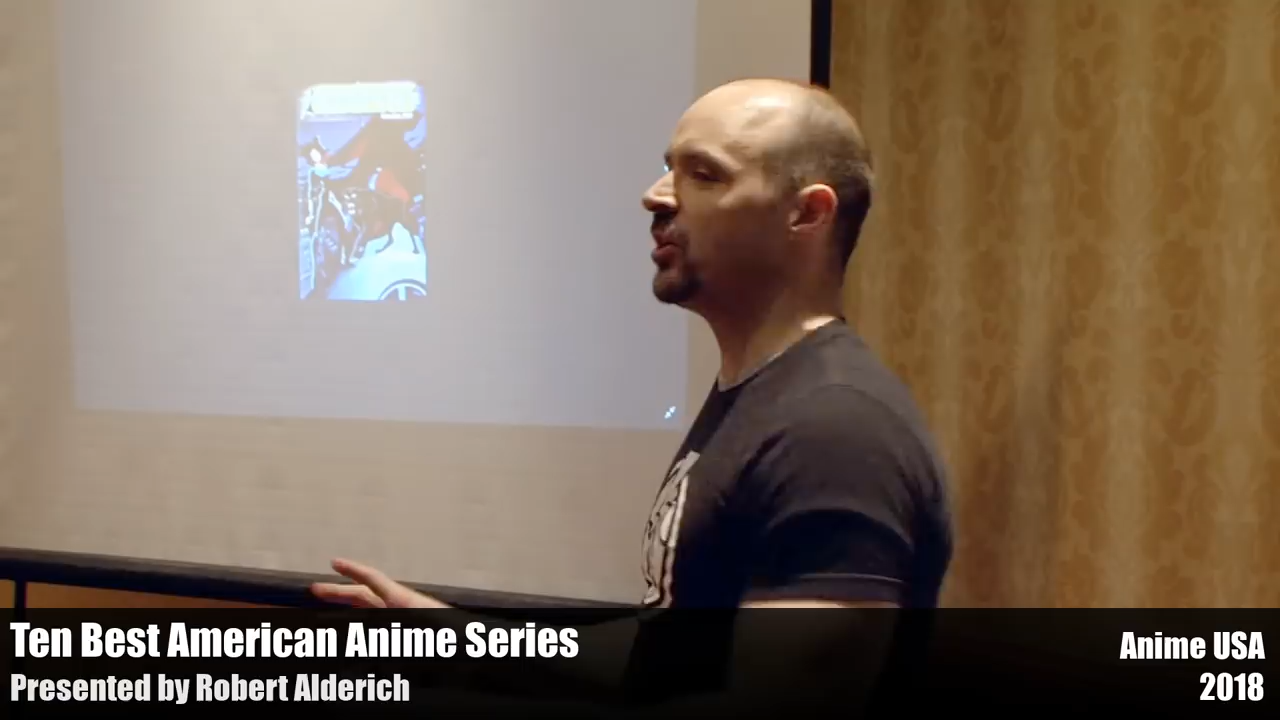 Ten Best American Anime Series
Presented by Robert Alderich
Anime USA
2018